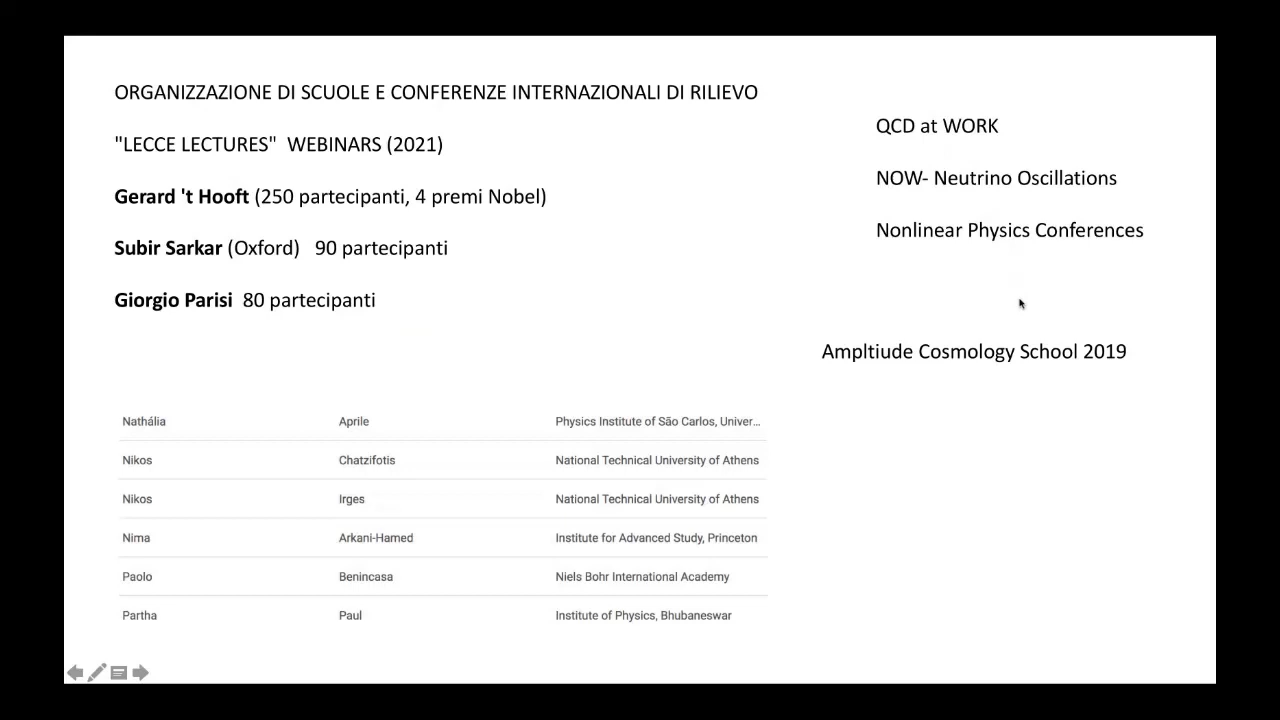 ORGANIZZAZIONE DI SCUOLE E CONFERENZE INTERNAZIONALI DI RILIEVO
"LECCE LECTURES"  WEBINARS (2021)
Gerard 't Hooft (250 partecipanti, 4 premi Nobel)
Subir Sarkar (Oxford)   90 partecipanti
Giorgio Parisi  80 partecipanti
QCD at WORK
NOW- Neutrino Oscillations
Nonlinear Physics Conferences
Ampltiude Cosmology School 2019
Nathália Aprile Physics Institute of São Carlos, Univer...
Nikos Chatzifotis National Technical University of Athens
Nikos Irges National Technical University of Athens
Nima Arkani-Hamed Institute for Advanced Study, Princeton
Paolo Benincasa Niels Bohr International Academy
Partha Paul Institute of Physics, Bhubaneswar